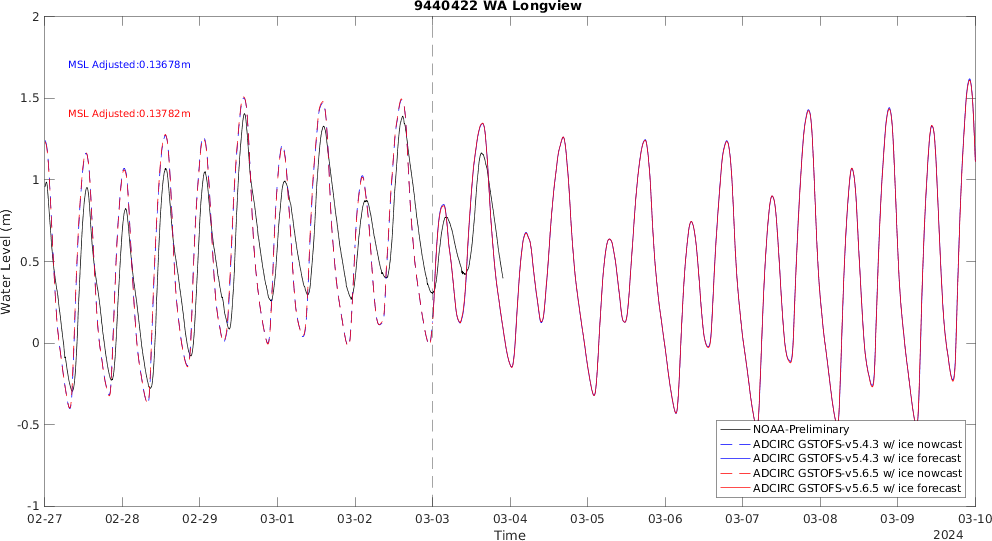 9440422 WA Longview
2
1.5
1
0.5
0
-0.5
-1
Water Level (m)
MSL Adjusted:0.13678m
MSL Adjusted:0.13782m
NOAA-Preliminary
ADCIRC GSTOFS-v5.4.3 w/ ice nowcast
ADCIRC GSTOFS-v5.4.3 w/ ice forecast
ADCIRC GSTOFS-v5.6.5 w/ ice nowcast
ADCIRC GSTOFS-v5.6.5 w/ ice forecast
02-27 02-28 02-29 03-01 03-02 03-03 03-04 03-05 03-06 03-07 03-08 03-09 03-10
Time
2024